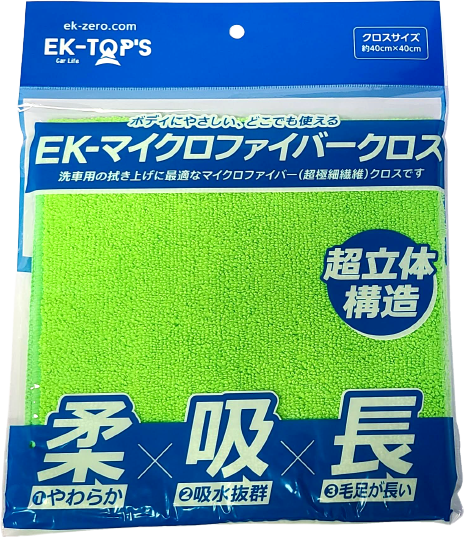 ek-zero.com
EK-TOP'S
Car Life
クロスサイズ
約40cm×40cm
ボディにやさしい、どこでも使える
EK-マイクロファイバークロス
洗車用の拭き上げに最適なマイクロファイバー(超極細繊維)クロスです
超立体
構造
柔×吸×長
①やわらか ②吸水抜群 ③毛足が長い